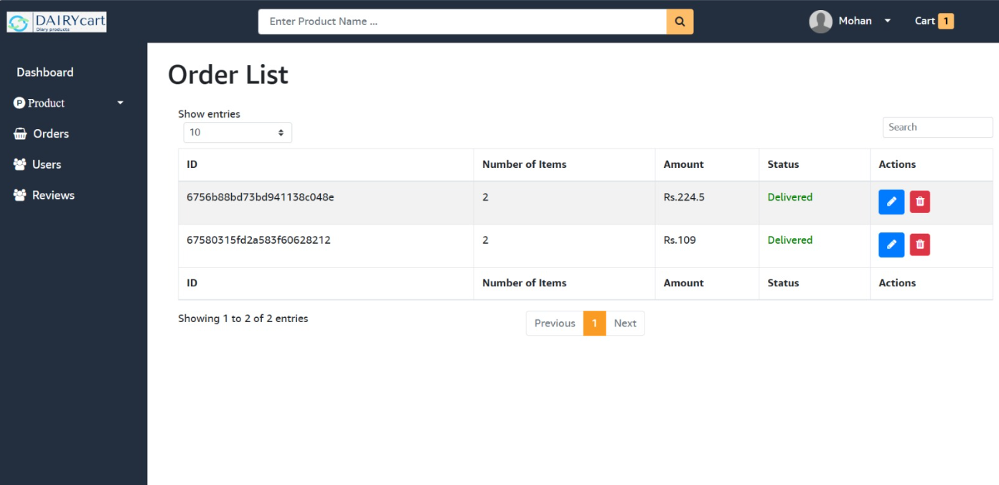 DAIRYcart
Diary products
Enter Product Name ...
Mohan
Cart 1
Dashboard
P Product
Orders
Users
Reviews
Order List
Show entries
10
Search
ID Number of Items Amount Status Actions
6756b88bd73bd941138c048e 2 Rs.224.5 Delivered
67580315fd2a583f60628212 2 Rs.109 Delivered
ID Number of Items Amount Status Actions
Showing 1 to 2 of 2 entries
Previous 1 Next